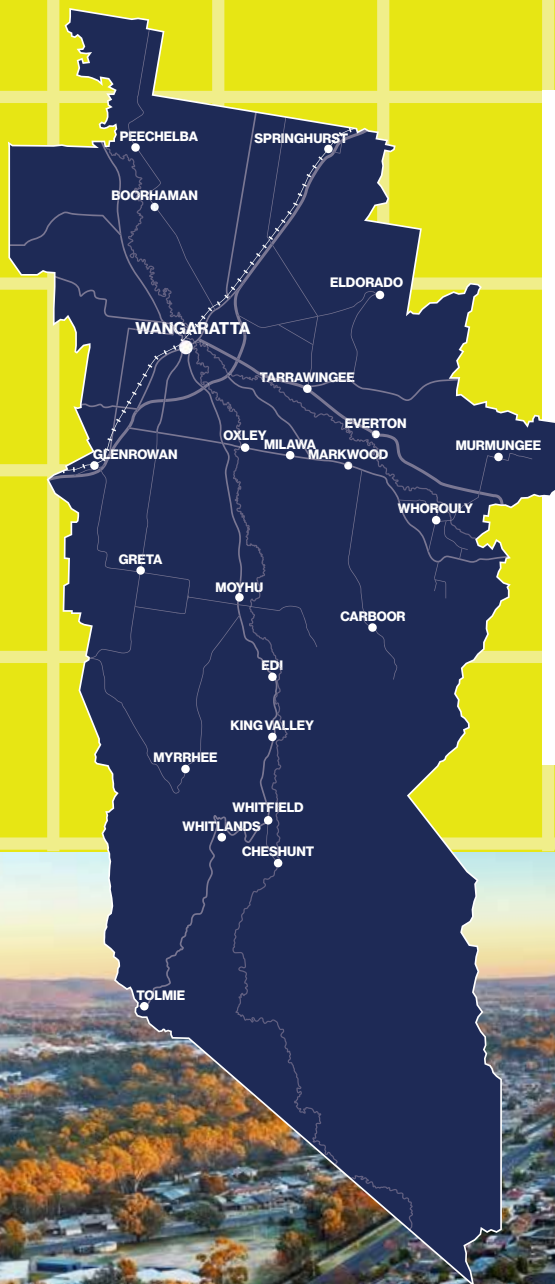 PEECHELBA
SPRINGHURST
BOORHAMAN
ELDORADO
WANGARATTA
TARRAWINGEE
EVERTON
OXLEY
MILAWA
MURMUNGEE
GLENROWAN
MARKWOOD
WHOROULY
GRETA
MOYHU
CARBOOR
EDI
KING VALLEY
MYRRHEE
WHITFIELD
WHITLANDS
CHESHUNT
TOLMIE